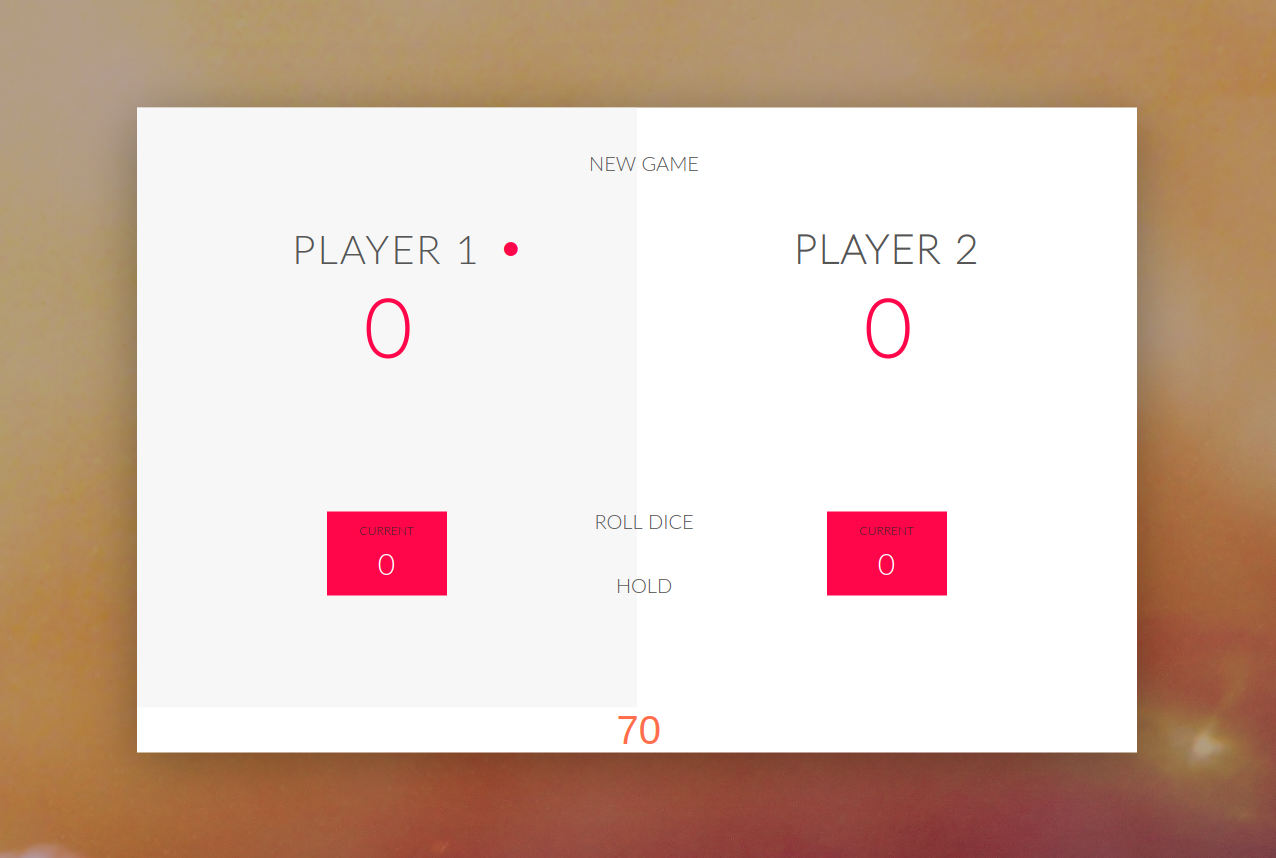 NEW GAME
PLAYER 1
0
PLAYER 2
0
CURRENT
0
ROLL DICE
HOLD
CURRENT
0
70